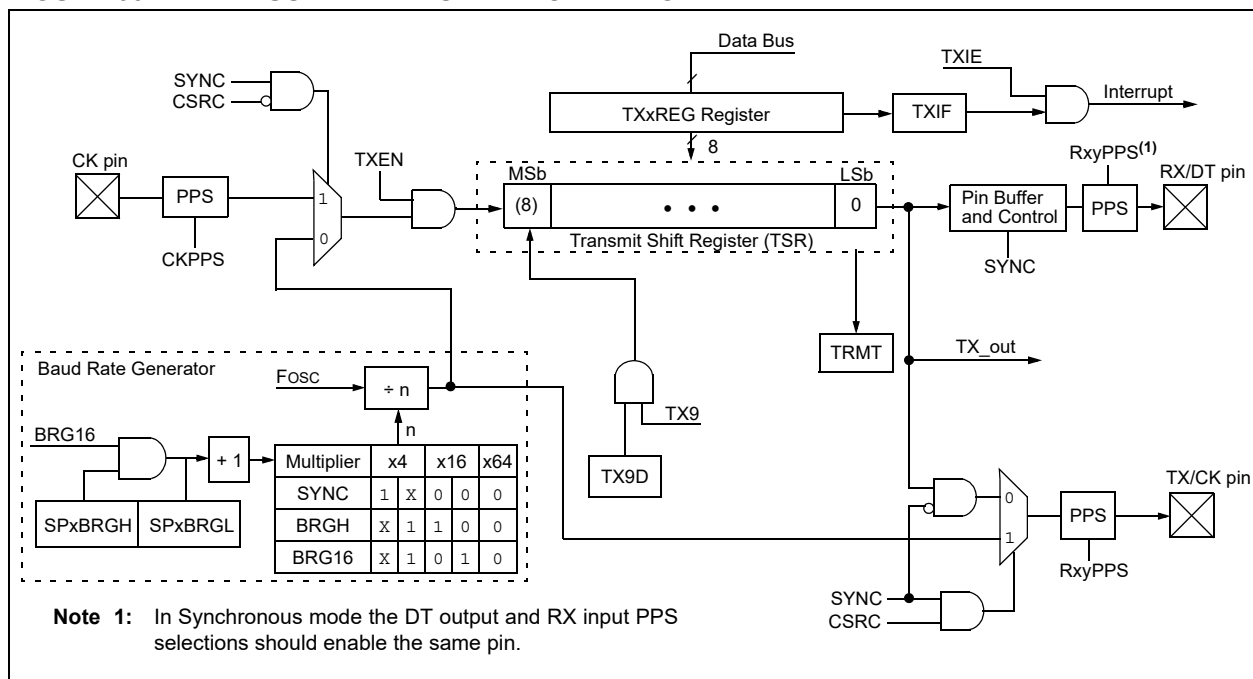 Data Bus
TXIE
SYNC
CSRC
Interrupt
TXxREG Register
TXIF
8
CK pin
TXEN
RxyPPS(1)
RX/DT pin
MSb
LSb
PPS
1
(8)
• • •
0
Pin Buffer
and Control
PPS
0
Transmit Shift Register (TSR)
CKPPS
SYNC
TRMT
Baud Rate Generator
TX_out
FOSC
÷ n
TX9
n
BRG16
+ 1
Multiplier x4 x16 x64
TX9D
TX/CK pin
SYNC 1 X 0 0 0
0
SPxBRGH SPxBRGL
BRGH X 1 1 0 0
PPS
1
BRG16 X 1 0 1 0
RxyPPS
SYNC
CSRC
Note 1: In Synchronous mode the DT output and RX input PPS
selections should enable the same pin.